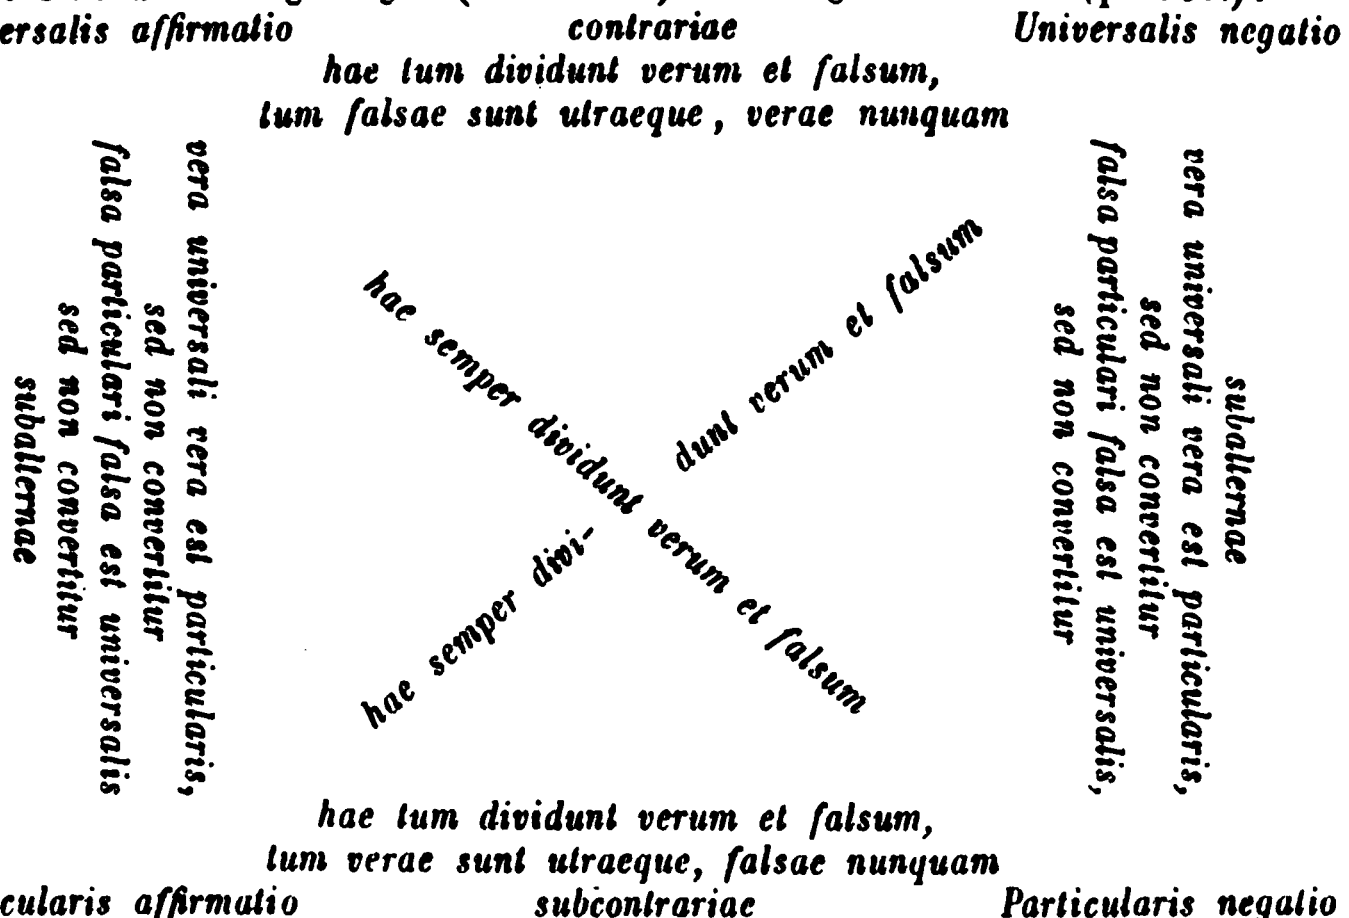 ersalis affirmatio contrariae Universalis negatio
hae tum dividunt verum et falsum,
tum falsae sunt utraeque, verae nunquam
vera universali vera est particularis,
sed non convertitur
falsa particulari falsa est universalis
sed non convertitur
subalternae
hae semper dividunt verum et falsum
hae semper divi-
dunt verum et falsum
subalternae
vera universali vera est particularis,
sed non convertitur
falsa particulari falsa est universalis,
sed non convertitur
hae tum dividunt verum et falsum,
tum verae sunt utraeque, falsae nunquam
cularis affirmatio subcontrariae Particularis negatio